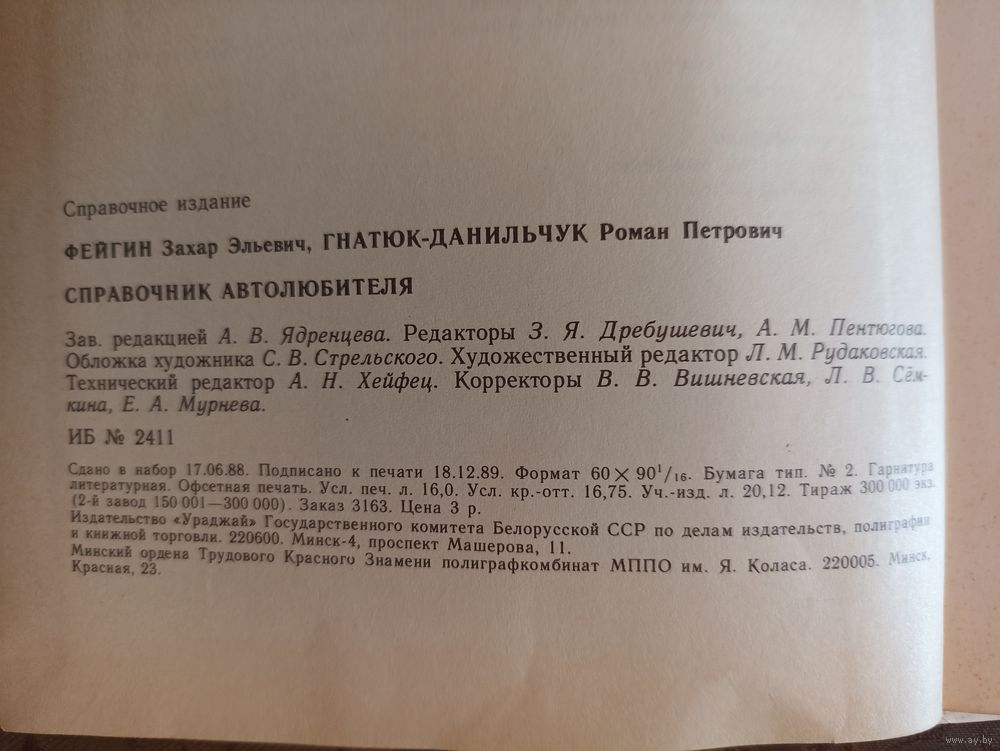 Справочное издание
ФЕЙГИН Захар Эльевич, ГНАТЮК-ДАНИЛЬЧУК Роман Петрович
СПРАВОЧНИК АВТОЛЮБИТЕЛЯ
Зав. редакцией А. В. Ядренцева. Редакторы З. Я. Дребушевич, А. М. Пентюгова.
Обложка художника С. В. Стрельского. Художественный редактор Л. М. Рудаковская.
Технический редактор А. Н. Хейфец. Корректоры В. В. Вишневская, Л. В. Сём-
кина, Е. А. Мурнева.
ИБ № 2411
Сдано в набор 17.06.88. Подписано к печати 18.12.89. Формат 60×90¹/₁₆. Бумага тип. № 2. Гарнитура
литературная. Офсетная печать. Усл. печ. л. 16,0. Усл. кр.-отт. 16,75. Уч.-изд. л. 20,12. Тираж 300 000 экз.
(2-й завод 150 001—300 000). Заказ 3163. Цена 3 р.
Издательство «Ураджай» Государственного комитета Белорусской ССР по делам издательств, полиграфии
и книжной торговли. 220600. Минск-4, проспект Машерова, 11.
Минский ордена Трудового Красного Знамени полиграфкомбинат МППО им. Я. Коласа. 220005. Минск,
Красная, 23.
www.ay.by